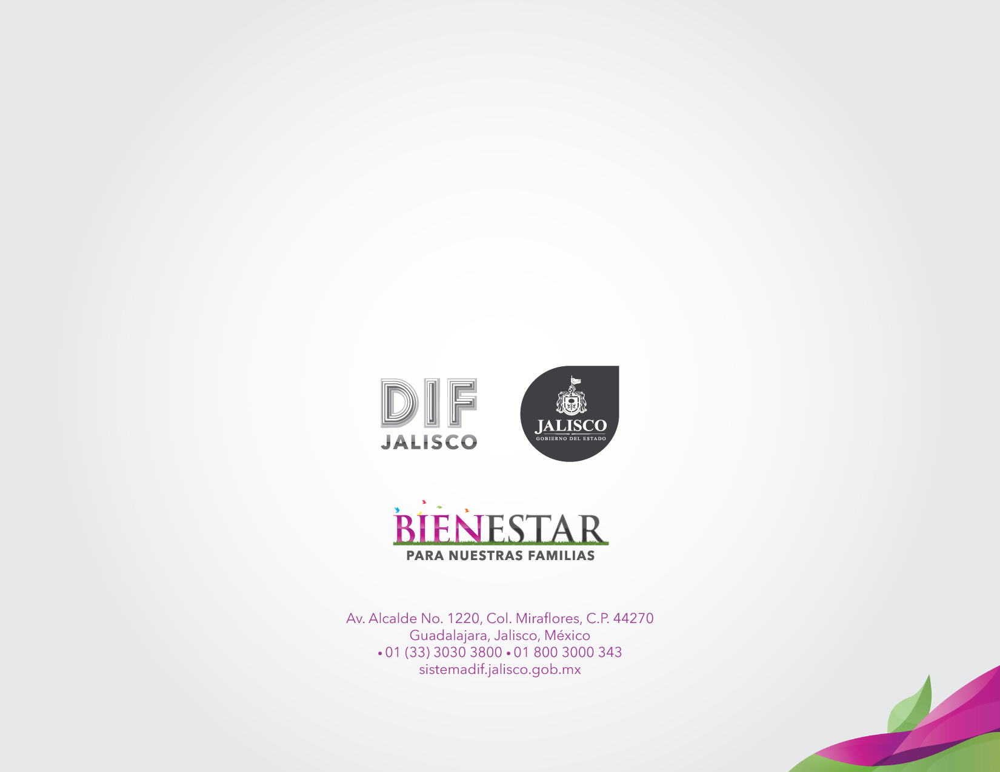 DIF
JALISCO
JALISCO
GOBIERNO DEL ESTADO
BIENESTAR
PARA NUESTRAS FAMILIAS
Av. Alcalde No. 1220, Col. Miraflores, C.P. 44270
Guadalajara, Jalisco, México
• 01 (33) 3030 3800 • 01 800 3000 343
sistemadif.jalisco.gob.mx